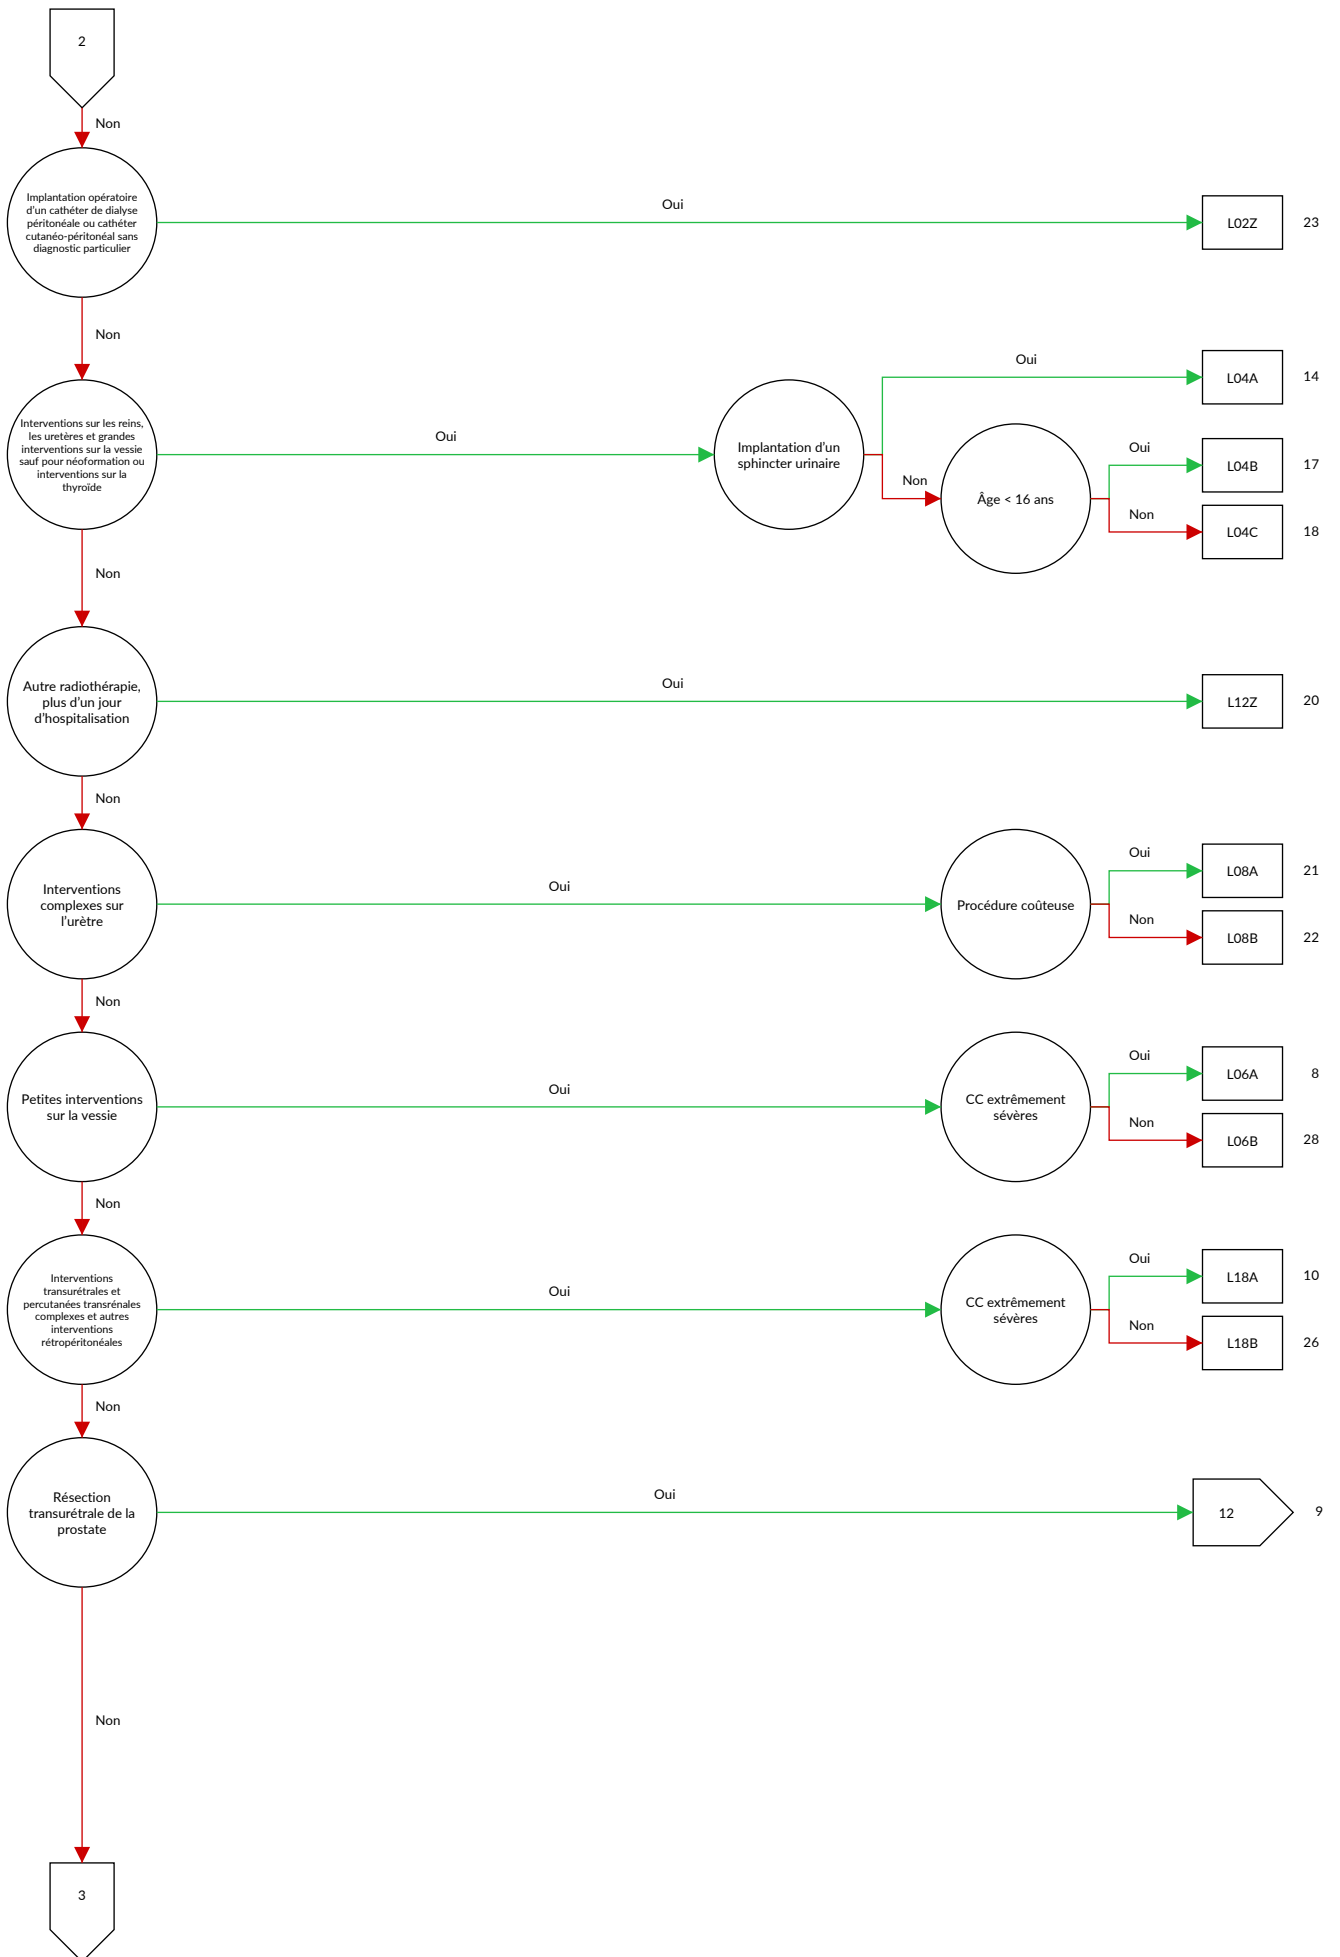 2
Non
Implantation opératoire
d'un cathéter de dialyse
péritonéale ou cathéter
cutanéo-péritonéal sans
diagnostic particulier
Oui
L02Z
23
Non
Interventions sur les reins,
les uretères et grandes
interventions sur la vessie
sauf pour néoformation ou
interventions sur la
thyroïde
Oui
Implantation d'un
sphincter urinaire
Oui
L04A
14
Non
Âge < 16 ans
Oui
L04B
17
Non
L04C
18
Non
Autre radiothérapie,
plus d'un jour
d'hospitalisation
Oui
L12Z
20
Non
Interventions
complexes sur
l'urètre
Oui
Procédure coûteuse
Oui
L08A
21
Non
L08B
22
Non
Petites interventions
sur la vessie
Oui
CC extrêmement
sévères
Oui
L06A
8
Non
L06B
28
Non
Interventions
transurétrales et
percutanées transrénales
complexes et autres
interventions
rétropéritonéales
Oui
CC extrêmement
sévères
Oui
L18A
10
Non
L18B
26
Non
Résection
transurétrale de la
prostate
Oui
12
9
Non
3